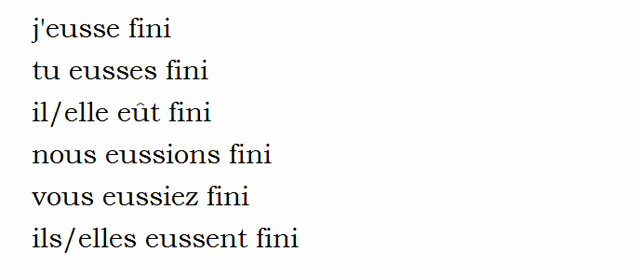 j'eusse fini
tu eusses fini
il/elle eût fini
nous eussions fini
vous eussiez fini
ils/elles eussent fini